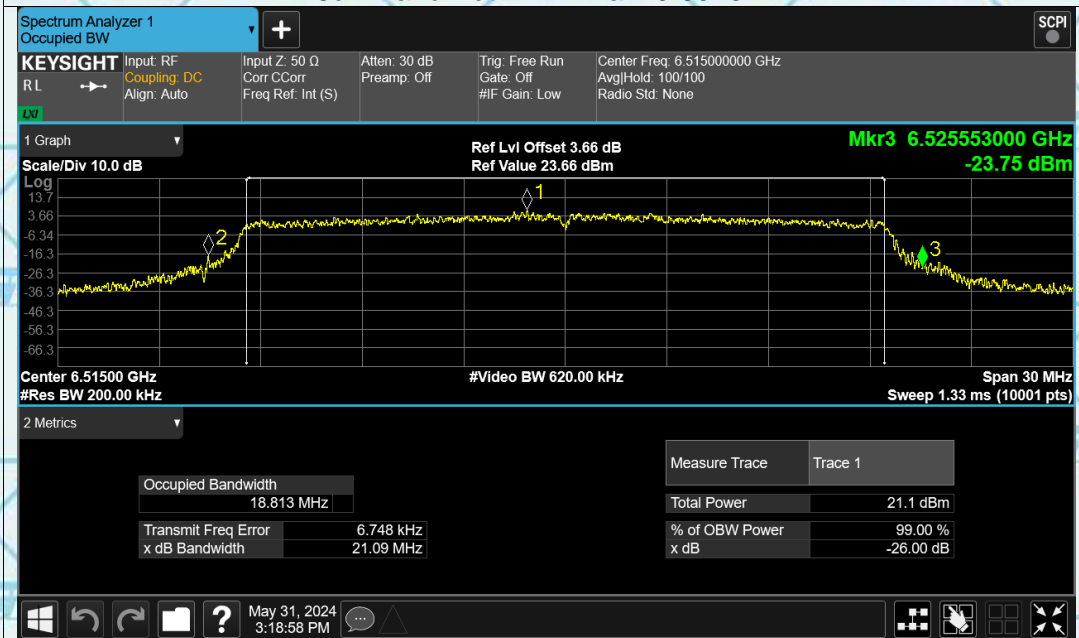 Spectrum Analyzer 1
Occupied BW
+
SCPI
KEYSIGHT
R L
LXI
Input: RF
Coupling: DC
Align: Auto
Input Z: 50 Ω
Corr CCorr
Freq Ref: Int (S)
Atten: 30 dB
Preamp: Off
Trig: Free Run
Gate: Off
#IF Gain: Low
Center Freq: 6.515000000 GHz
Avg|Hold: 100/100
Radio Std: None
1 Graph
Scale/Div 10.0 dB
Ref Lvl Offset 3.66 dB
Ref Value 23.66 dBm
Mkr3 6.525553000 GHz
-23.75 dBm
Log
13.7
3.66
-6.34
-16.3
-26.3
-36.3
-46.3
-56.3
-66.3
1
2
3
Center 6.51500 GHz
#Res BW 200.00 kHz
#Video BW 620.00 kHz
Span 30 MHz
Sweep 1.33 ms (10001 pts)
2 Metrics
Occupied Bandwidth
18.813 MHz
Transmit Freq Error 6.748 kHz
x dB Bandwidth 21.09 MHz
Measure Trace Trace 1
Total Power 21.1 dBm
% of OBW Power 99.00 %
x dB -26.00 dB
?
May 31, 2024
3:18:58 PM